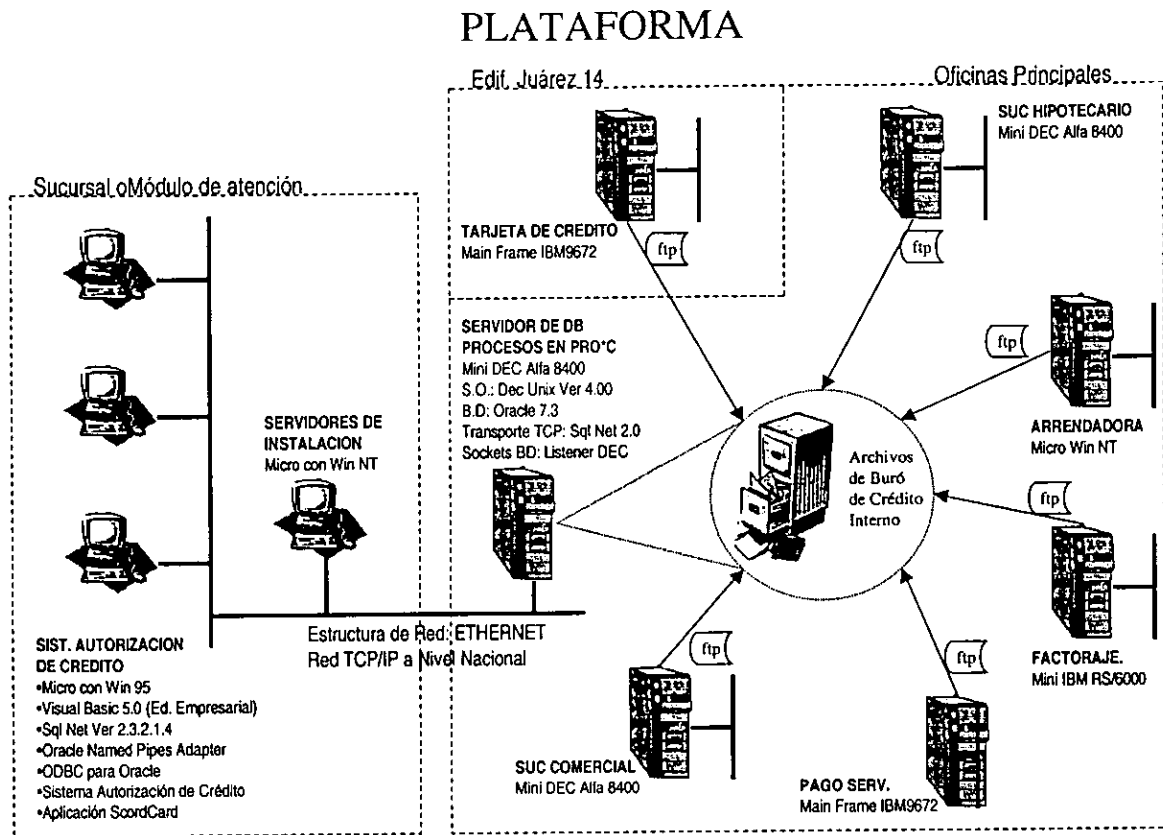 PLATAFORMA
Edif. Juárez 14
Oficinas Principales
SUC HIPOTECARIO
Mini DEC Alfa 8400
Sucursal oMódulo de atención
TARJETA DE CREDITO
Main Frame IBM9672
ftp
ftp
SERVIDOR DE DB
PROCESOS EN PRO*C
Mini DEC Alfa 8400
S.O.: Dec Unix Ver 4.00
B.D: Oracle 7.3
Transporte TCP: Sqt Net 2.0
Sockets BD: Listener DEC
ftp
ARRENDADORA
Micro Win NT
SERVIDORES DE
INSTALACION
Micro con Win NT
Archivos
de Buró
de Crédito
Interno
ftp
FACTORAJE.
Mini IBM RS/6000
Estructura de Red: ETHERNET
Red TCP/IP a Nivel Nacional
SIST. AUTORIZACION
DE CREDITO
•Micro con Win 95
•Visual Basic 5.0 (Ed. Empresarial)
•Sql Net Ver 2.3.2.1.4
•Oracle Named Pipes Adapter
•ODBC para Oracle
•Sistema Autorización de Crédito
•Aplicación ScordCard
ftp
SUC COMERCIAL
Mini DEC Alfa 8400
ftp
PAGO SERV.
Main Frame IBM9672